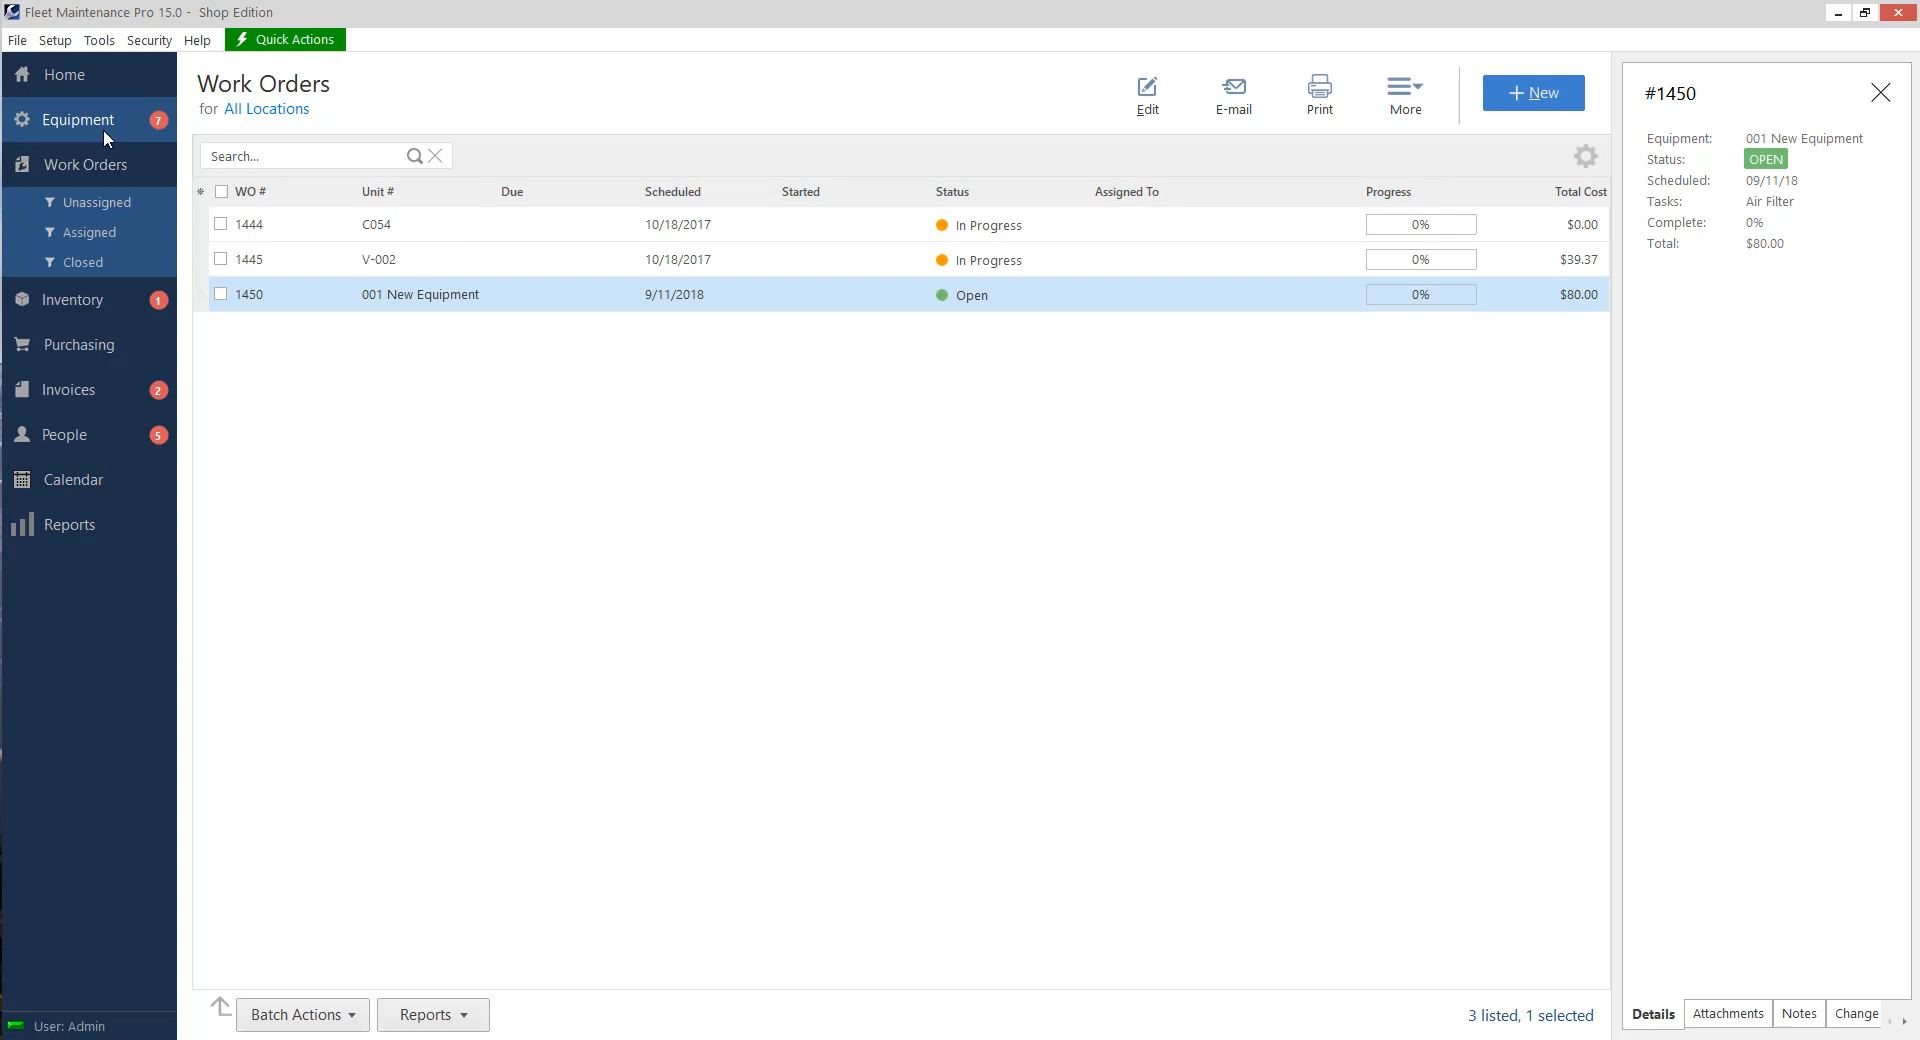 Fleet Maintenance Pro 15.0 - Shop Edition
File Setup Tools Security Help Quick Actions
Home
Equipment 7
Work Orders
Unassigned
Assigned
Closed
Inventory 1
Purchasing
Invoices 2
People 5
Calendar
Reports
User: Admin
Work Orders
for All Locations
Edit E-mail Print More + New
Search...
* WO # Unit # Due Scheduled Started Status Assigned To Progress Total Cost
1444 C054 10/18/2017 In Progress 0% $0.00
1445 V-002 10/18/2017 In Progress 0% $39.37
1450 001 New Equipment 9/11/2018 Open 0% $80.00
Batch Actions Reports 3 listed, 1 selected
#1450
Equipment: 001 New Equipment
Status: OPEN
Scheduled: 09/11/18
Tasks: Air Filter
Complete: 0%
Total: $80.00
Details Attachments Notes Change